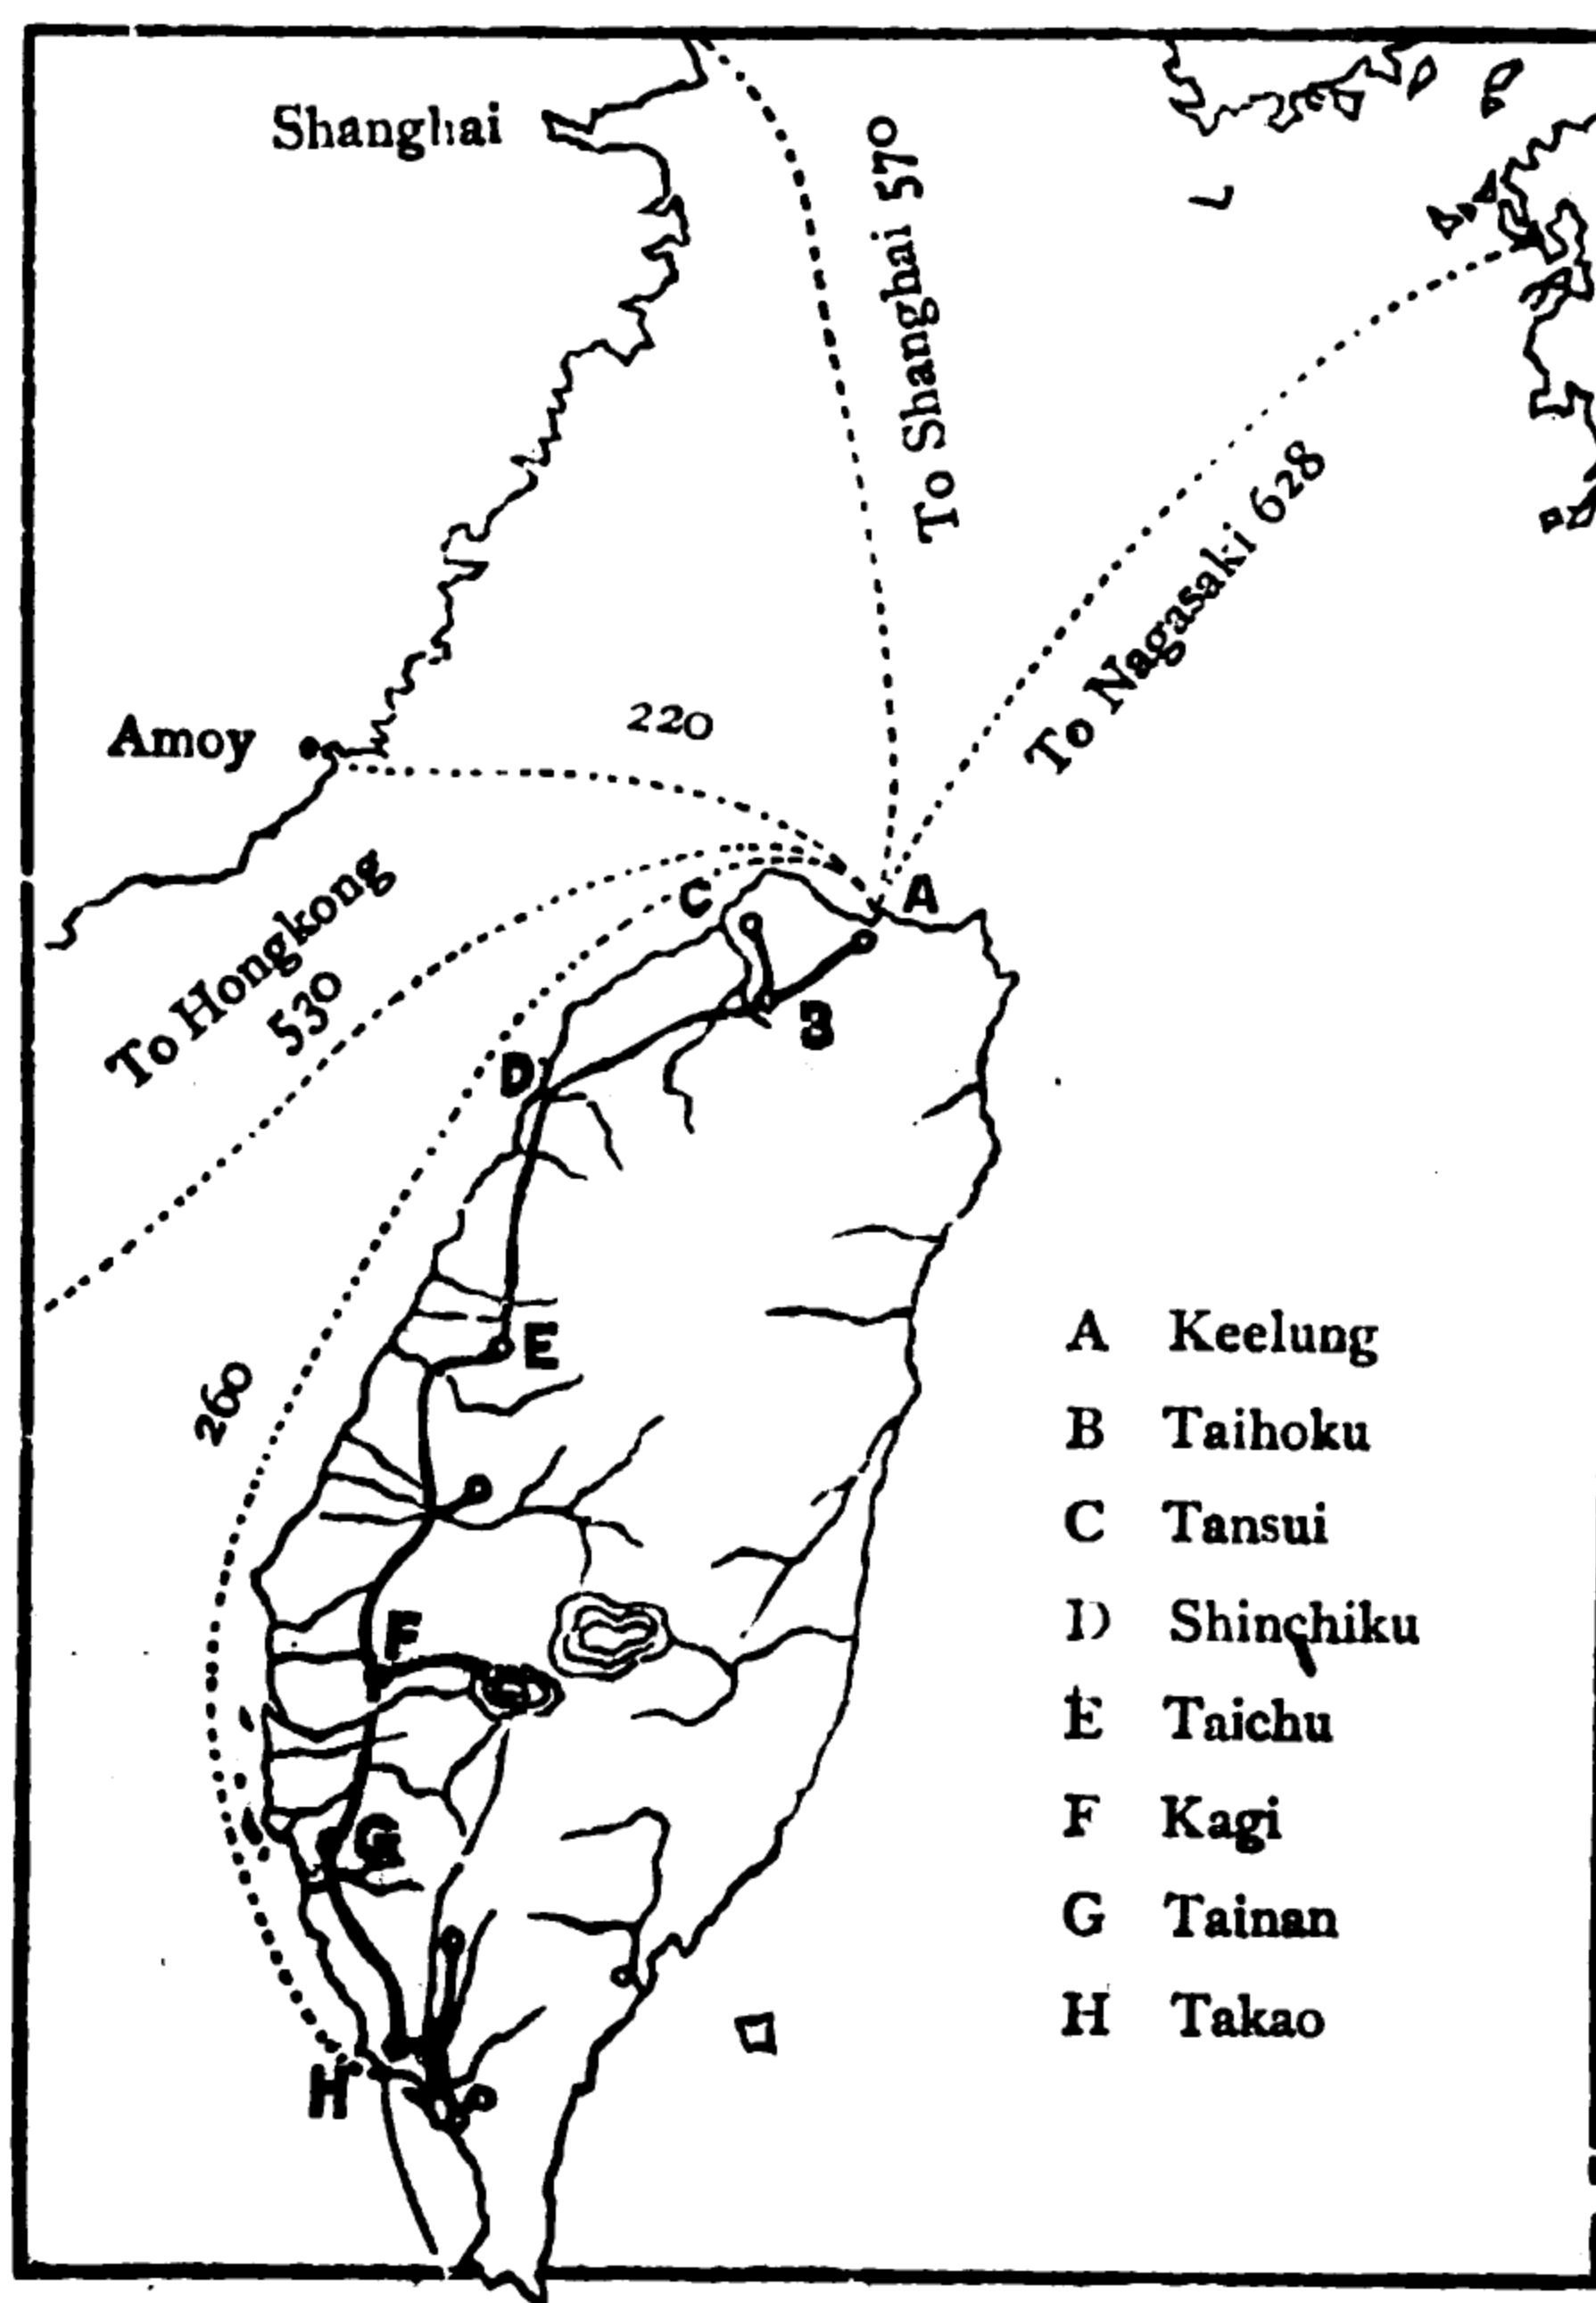 Shanghai
To Shanghai 570
To Nagasaki 628
220
Amoy
To Hongkong
530
260
C
A
B
D
E
F
G
H
A Keelung
B Taihoku
C Tansui
D Shinchiku
E Taichu
F Kagi
G Tainan
H Takao